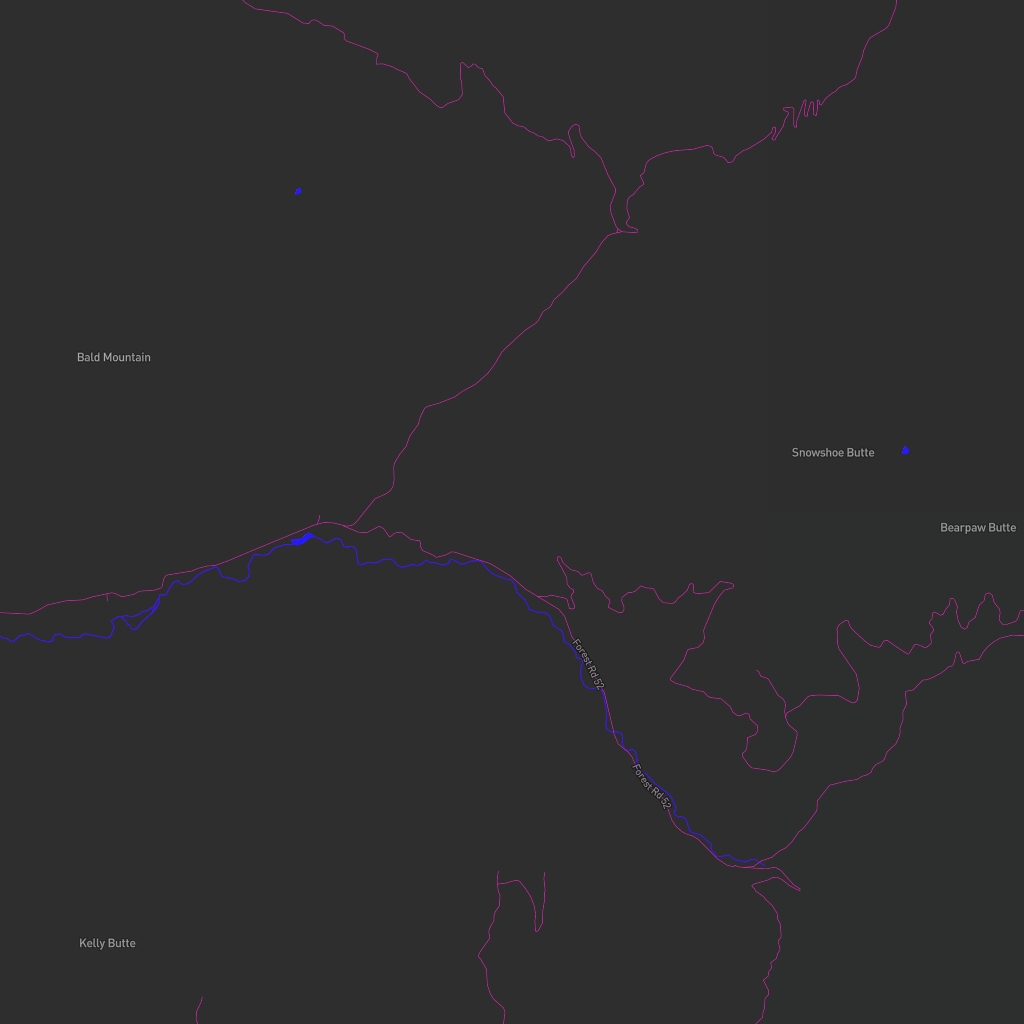 Bald Mountain
Snowshoe Butte
Bearpaw Butte
Forest Rd 52
Forest Rd 52
Kelly Butte